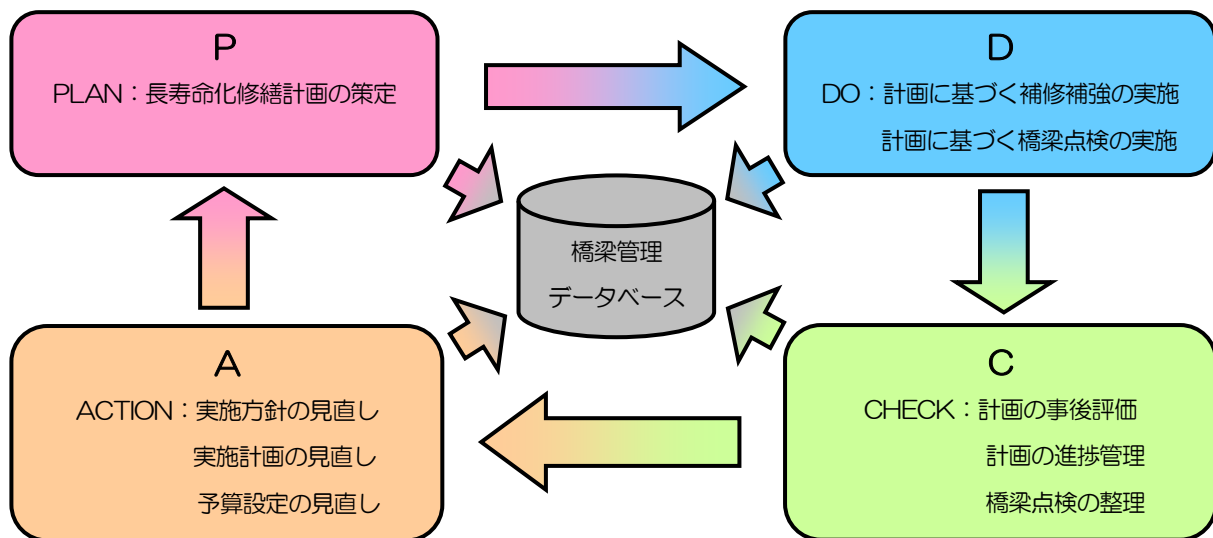 P
PLAN：長寿命化修繕計画の策定
D
DO：計画に基づく補修補強の実施
計画に基づく橋梁点検の実施
橋梁管理
データベース
A
ACTION：実施方針の見直し
実施計画の見直し
予算設定の見直し
C
CHECK：計画の事後評価
計画の進捗管理
橋梁点検の整理